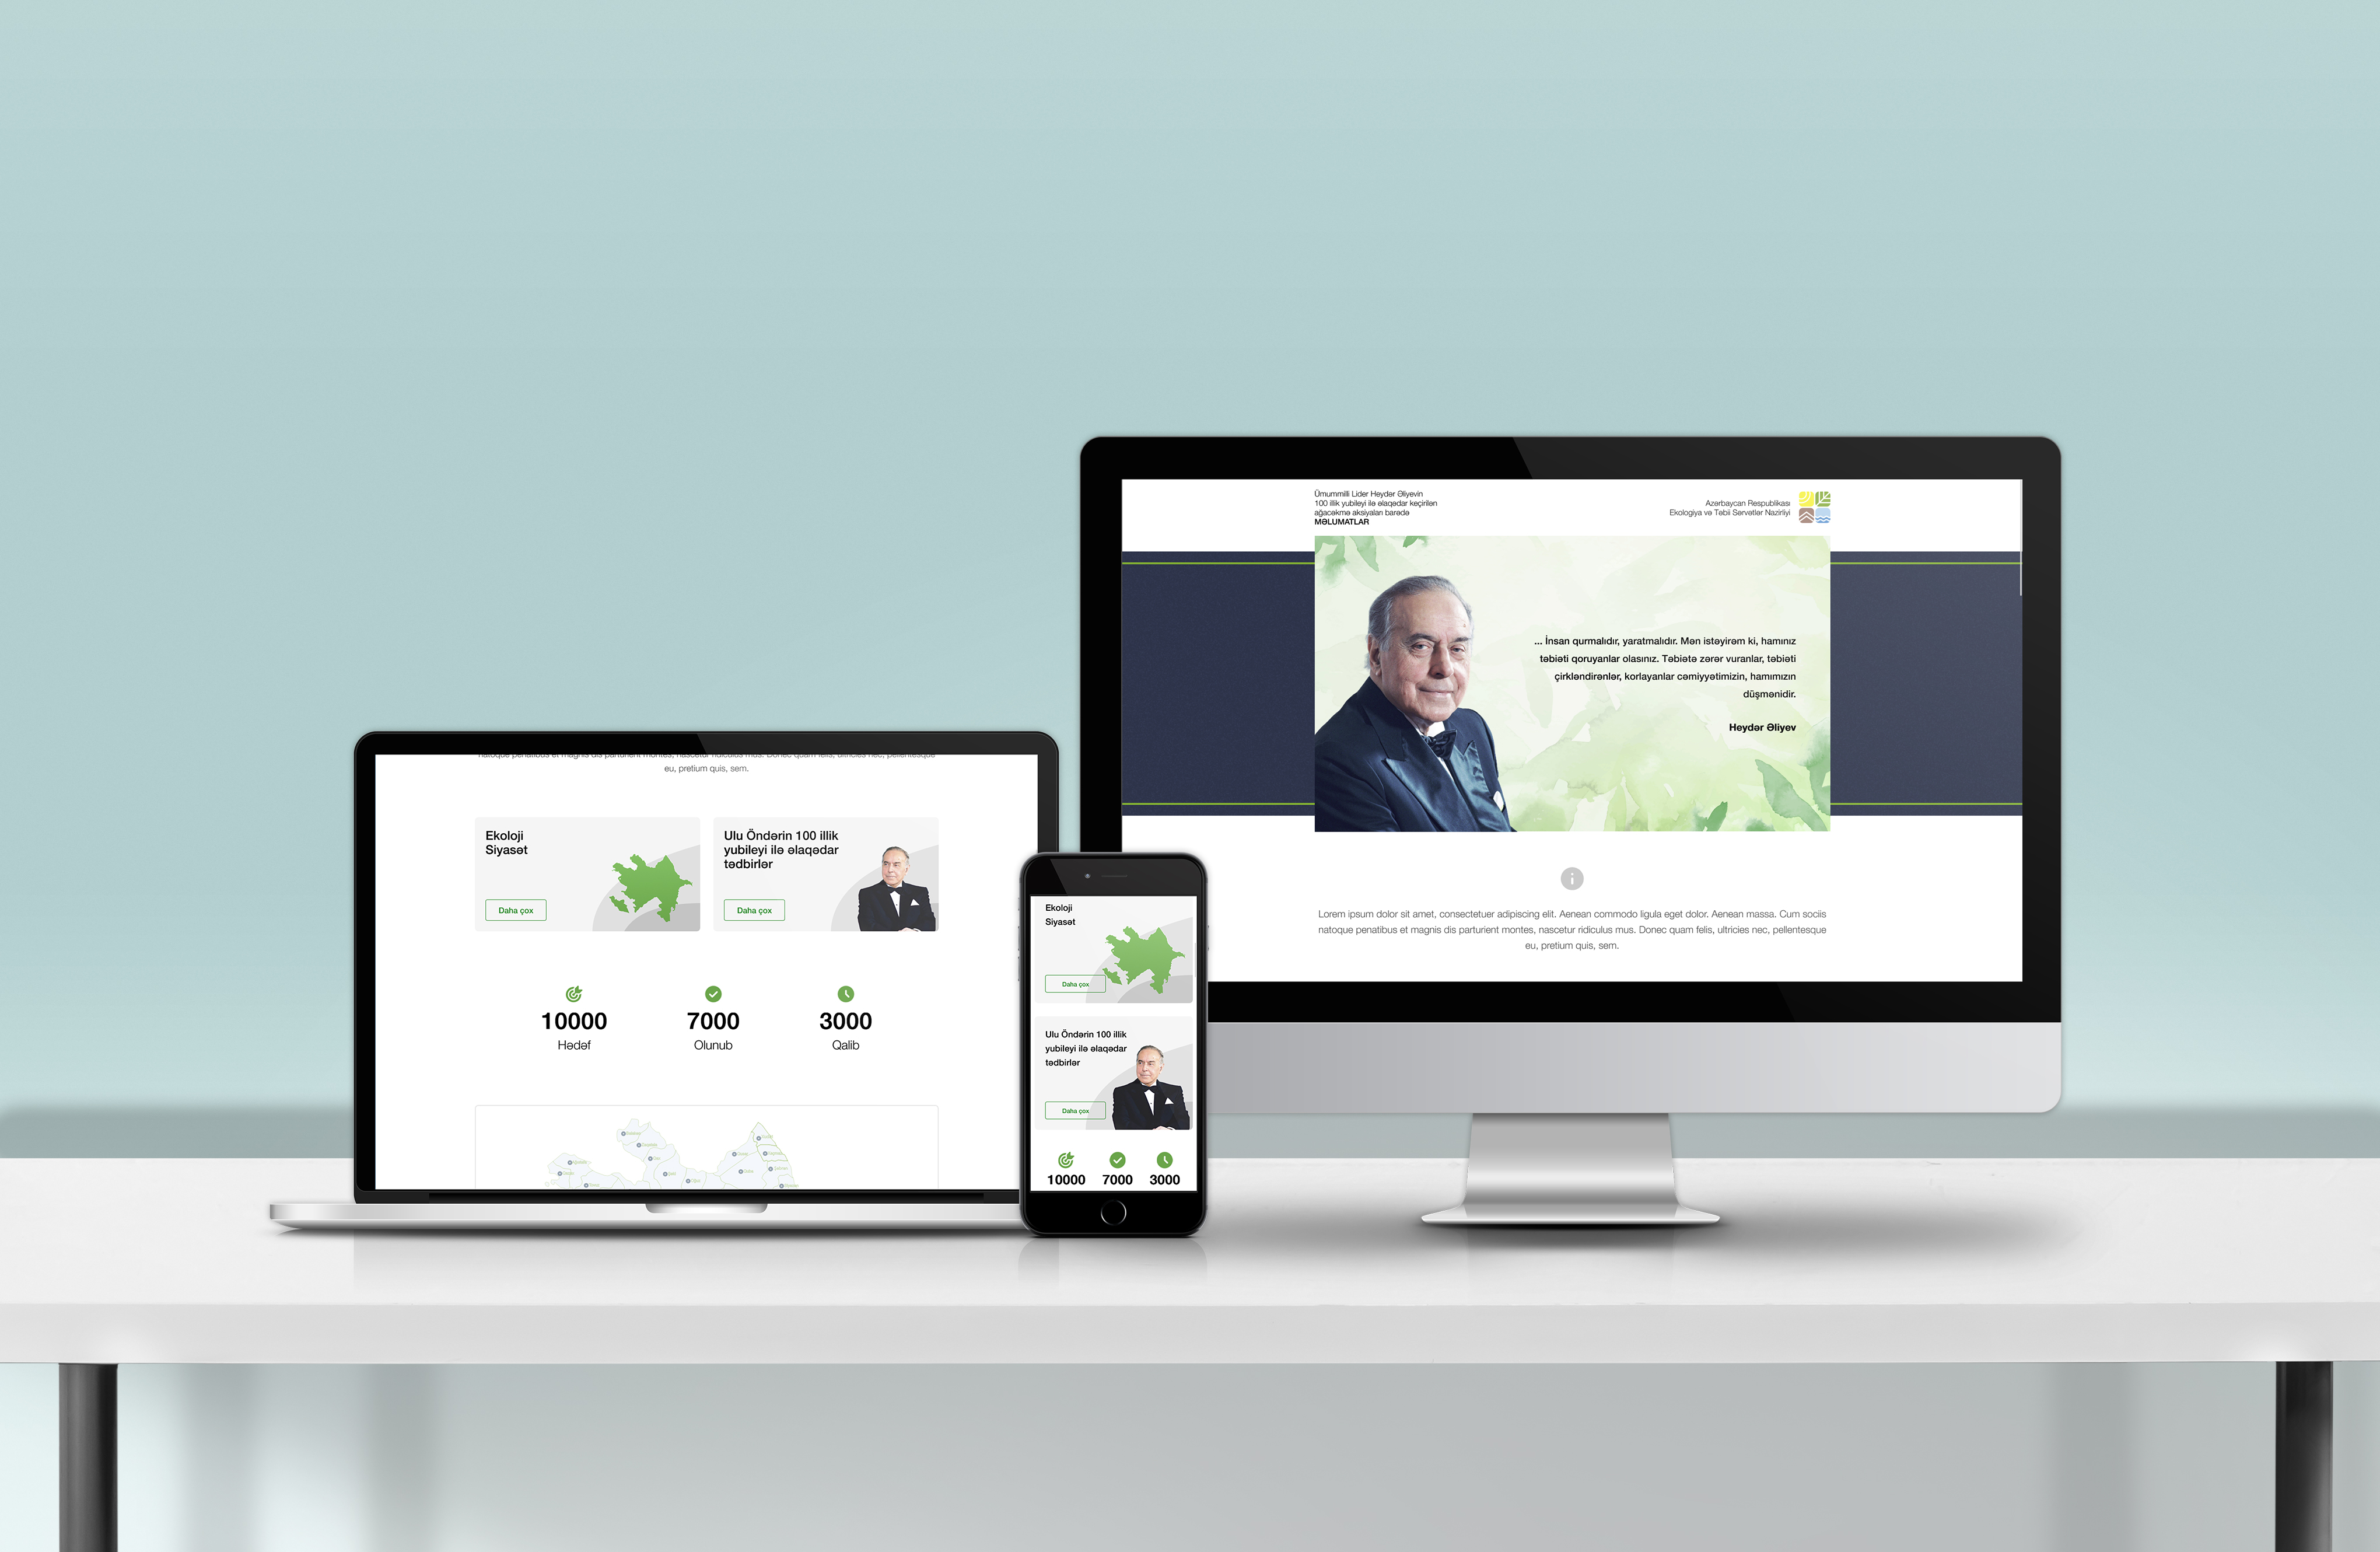 Ümummilli Lider Heydər Əliyevin
100 illik yubileyi ilə əlaqədar keçirilən
ağacəkmə aksiyaları barədə
MƏLUMATLAR
Azərbaycan Respublikası
Ekologiya və Təbii Sərvətlər Nazirliyi
... İnsan qurmalıdır, yaratmalıdır. Mən istəyirəm ki, hamınız
təbiəti qoruyanlar olasınız. Təbiətə zərər vuranlar, təbiəti
çirkləndirənlər, korlayanlar cəmiyyətimizin, hamımızın
düşmənidir.
Heydər Əliyev
Lorem ipsum dolor sit amet, consectetuer adipiscing elit. Aenean commodo ligula eget dolor. Aenean massa. Cum sociis
natoque penatibus et magnis dis parturient montes, nascetur ridiculus mus. Donec quam felis, ultricies nec, pellentesque
eu, pretium quis, sem.
natoque penatibus et magnis dis parturient montes, nascetur ridiculus mus. Donec quam felis, ultricies nec, pellentesque
eu, pretium quis, sem.
Ekoloji
Siyasət
Daha çox
Ulu Öndərin 100 illik
yubileyi ilə əlaqədar
tədbirlər
Daha çox
10000
Hədəf
7000
Olunub
3000
Qalib
Ekoloji
Siyasət
Daha çox
Ulu Öndərin 100 illik
yubileyi ilə əlaqədar
tədbirlər
Daha çox
10000 7000 3000